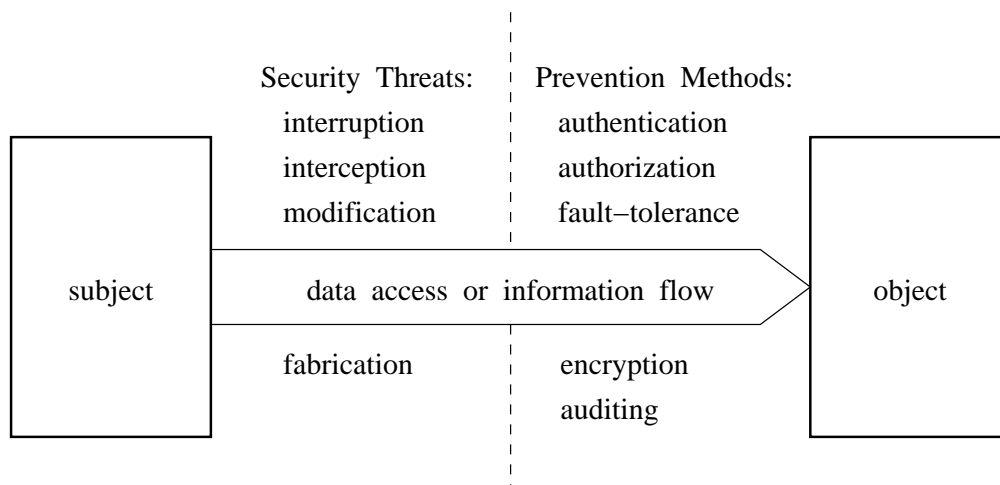 Security Threats:
interruption
interception
modification
Prevention Methods:
authentication
authorization
fault−tolerance
subject
data access or information flow
object
fabrication
encryption
auditing